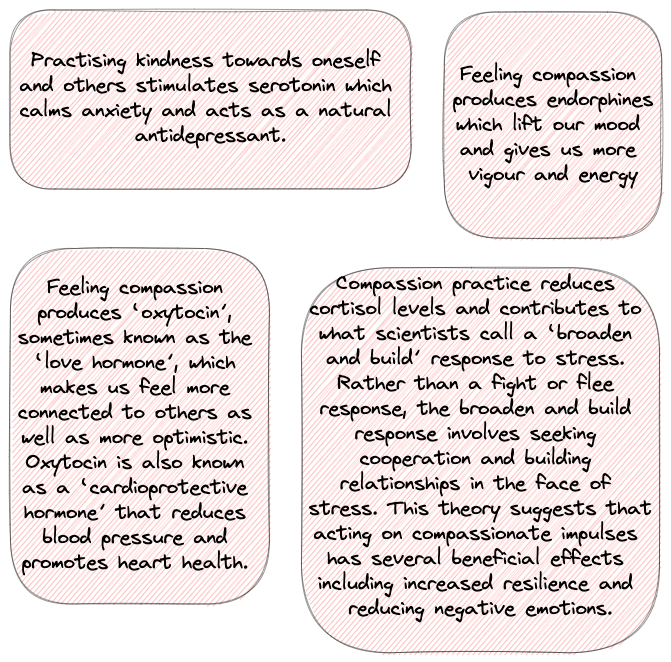 Practising kindness towards oneself
and others stimulates serotonin which
calms anxiety and acts as a natural
antidepressant.
Feeling compassion
produces endorphines
which lift our mood
and gives us more
vigour and energy
Feeling compassion
produces ‘oxytocin’,
sometimes known as the
‘love hormone’, which
makes us feel more
connected to others as
well as more optimistic.
Oxytocin is also known
as a ‘cardioprotective
hormone’ that reduces
blood pressure and
promotes heart health.
Compassion practice reduces
cortisol levels and contributes to
what scientists call a ‘broaden
and build’ response to stress.
Rather than a fight or flee
response, the broaden and build
response involves seeking
cooperation and building
relationships in the face of
stress. This theory suggests that
acting on compassionate impulses
has several beneficial effects
including increased resilience and
reducing negative emotions.